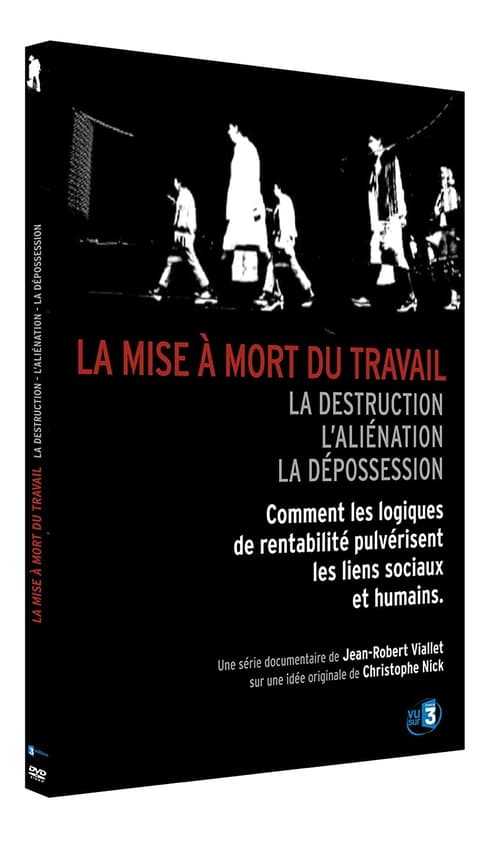 LA MISE À MORT DU TRAVAIL
LA DESTRUCTION
L'ALIÉNATION
LA DÉPOSSESSION
Comment les logiques
de rentabilité pulvérisent
les liens sociaux
et humains.
Une série documentaire de Jean-Robert Viallet
sur une idée originale de Christophe Nick
vu
sur
3
LA MISE À MORT DU TRAVAIL LA DESTRUCTION - L'ALIÉNATION - LA DÉPOSSESSION
3
DVD